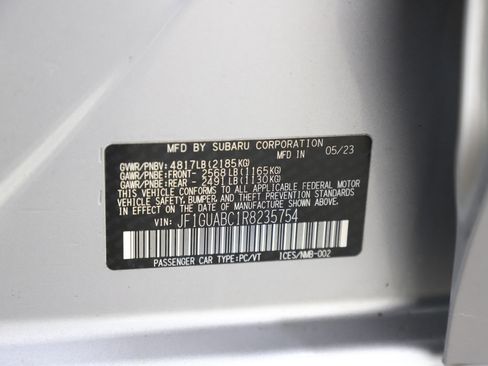 MFD BY SUBARU CORPORATION
MFD IN 05/23
GVWR/PNBV: 4817LB(2185KG)
GAWR/PNBE:FRONT- 2568LB(1165KG)
GAWR/PNBE:REAR - 2491LB(1130KG)
THIS VEHICLE CONFORMS TO ALL APPLICABLE FEDERAL MOTOR
VEHICLE SAFETY, BUMPER, AND THEFT PREVENTION STANDARDS
IN EFFECT ON THE DATE OF MANUFACTURE SHOWN ABOVE.
VIN: JF1GUABC1R8235754
PASSENGER CAR TYPE:PC/VT ICES/NMB-002